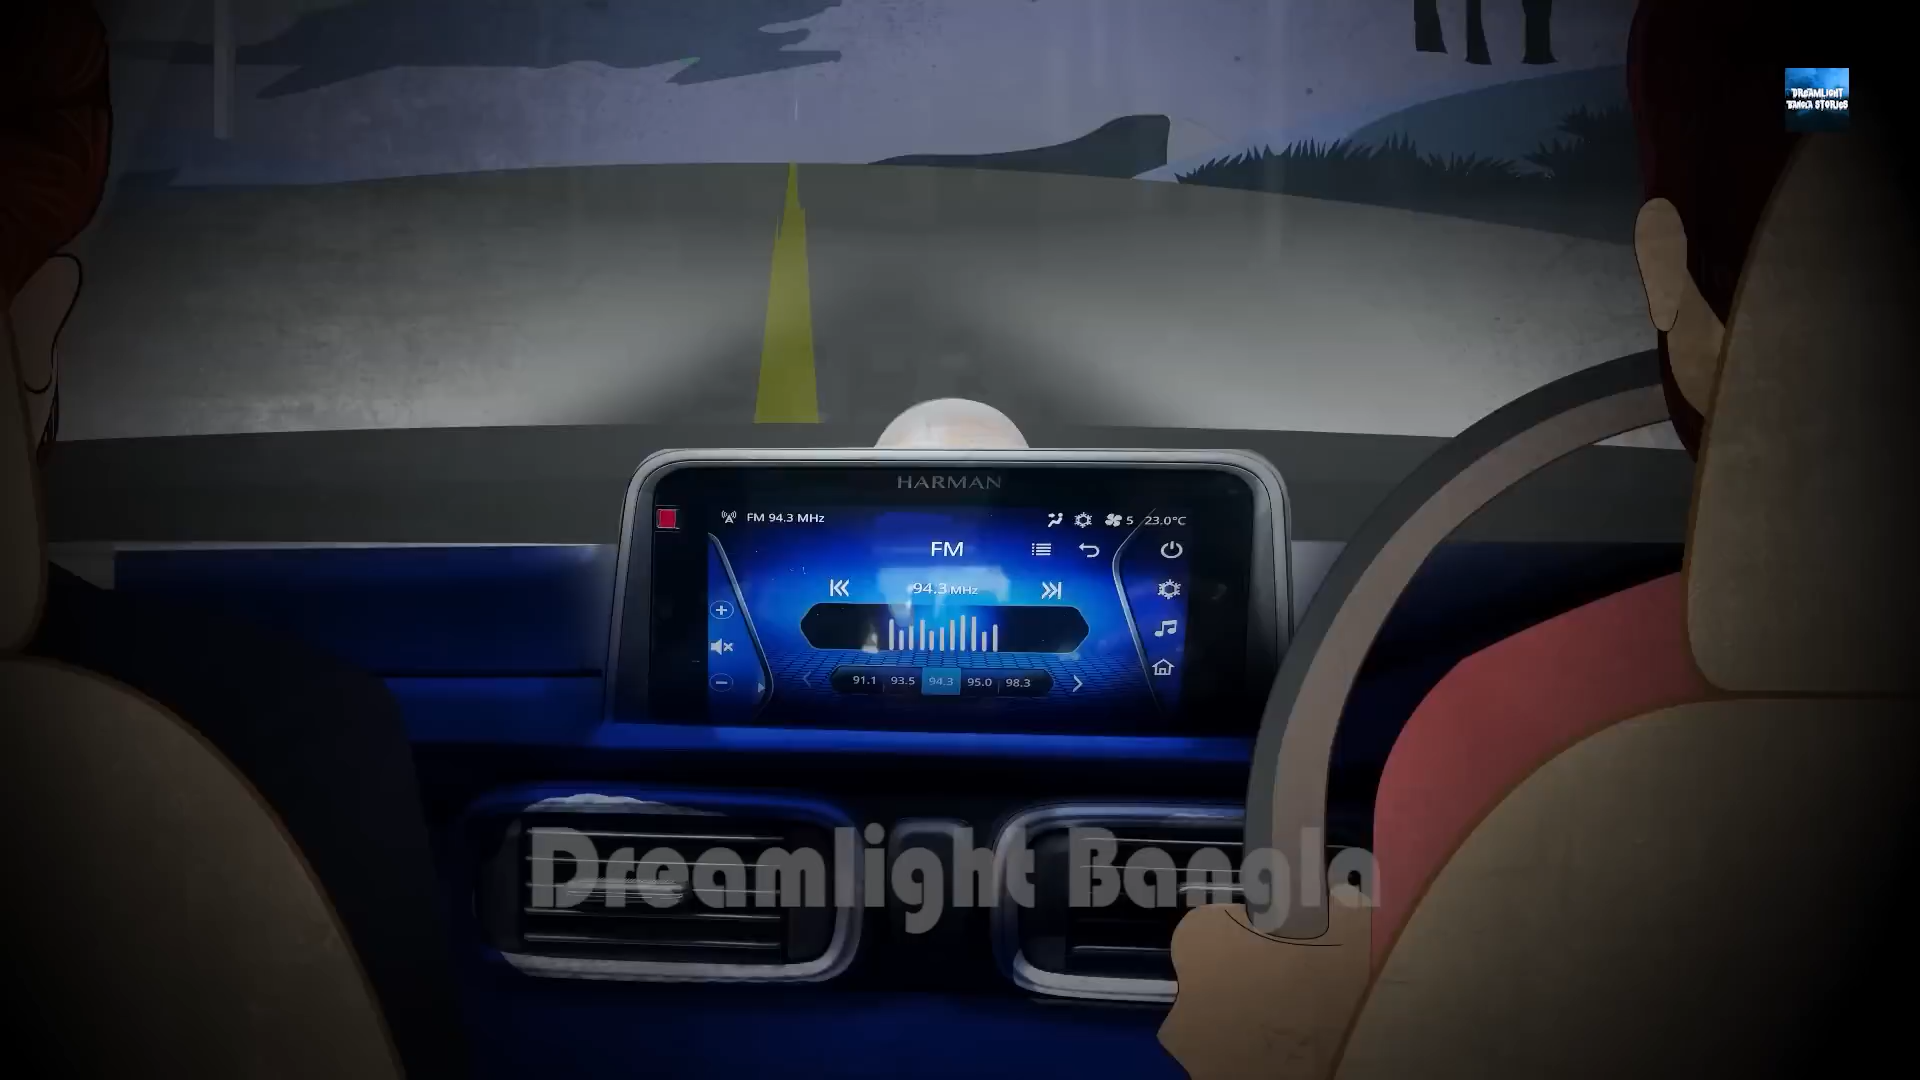 DREAMLIGHT
BANGLA STORIES
HARMAN
FM 94.3 MHz
5 23.0°C
FM
94.3 MHz
91.1 93.5 94.3 95.0 98.3
Dreamlight Bangla